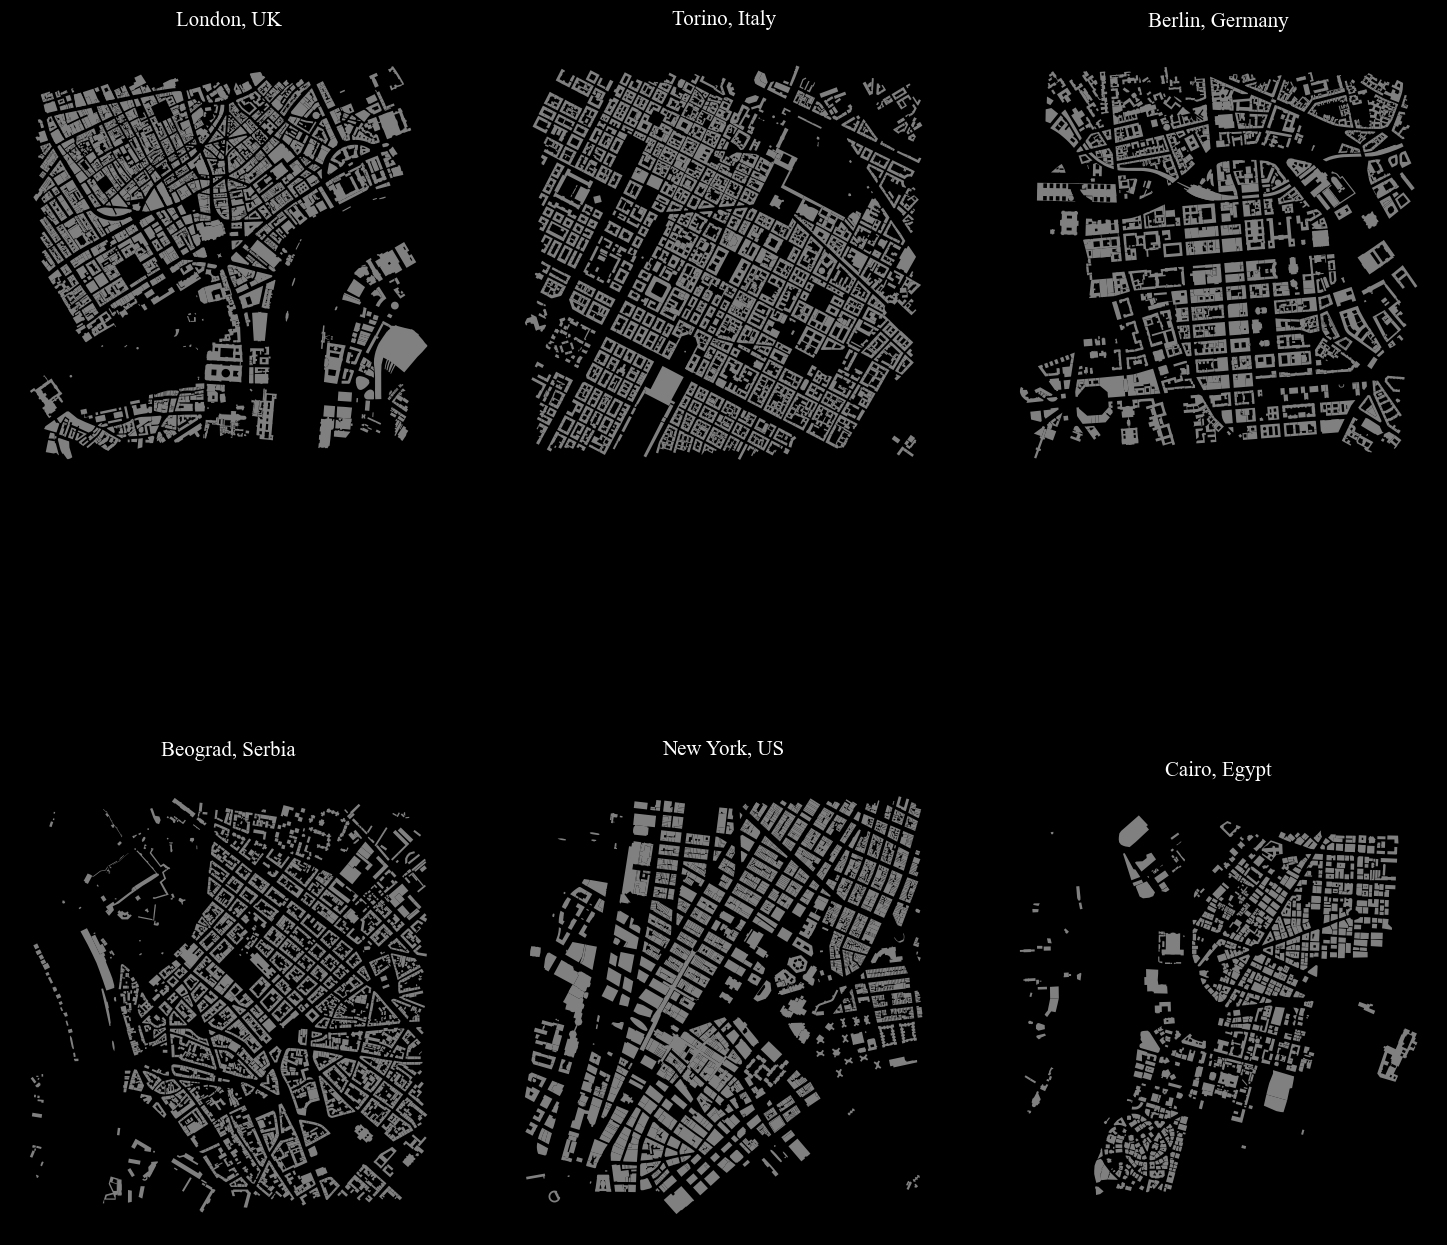 London, UK
Torino, Italy
Berlin, Germany
Beograd, Serbia
New York, US
Cairo, Egypt